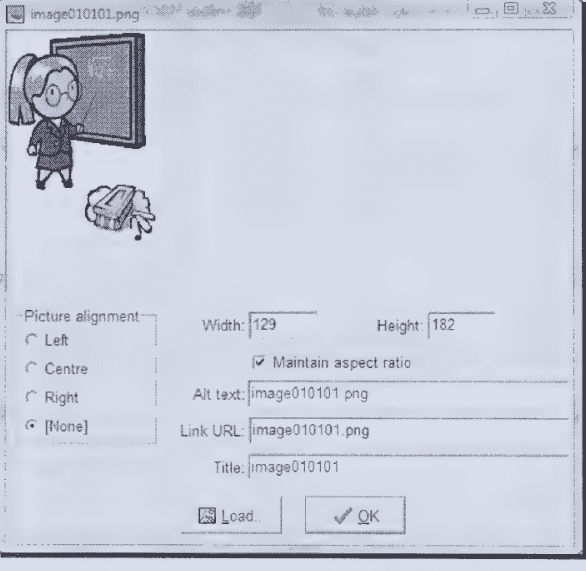 image010101.png
Picture alignment
Left
Centre
Right
[None]
Width: 129
Height: 182
Maintain aspect ratio
Alt text: image010101 png
Link URL: image010101.png
Title: image010101
Load..
OK